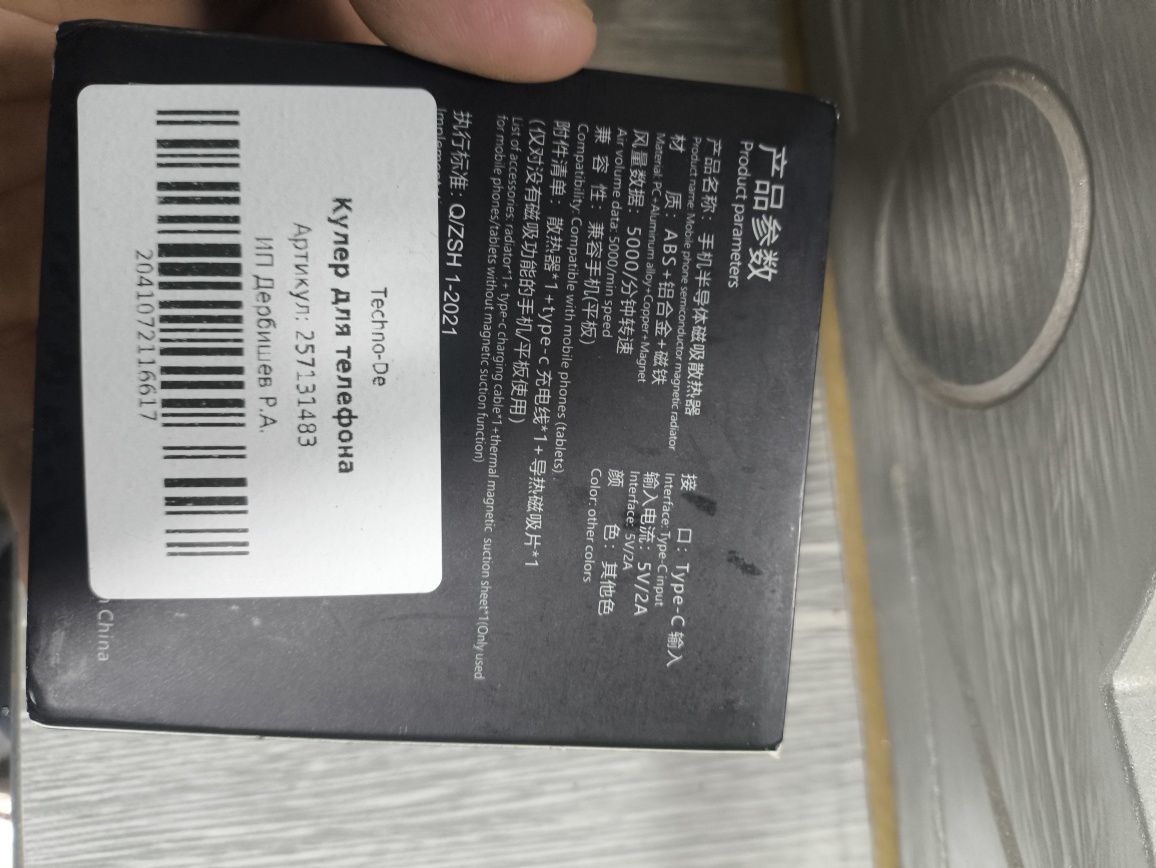 产品参数
Product parameters
产品名称：手机半导体磁吸散热器
Product name: Mobile phone semiconductor magnetic radiator
材 质：ABS+铝合金+磁铁
Material: PC+Aluminum alloy+Copper+Magnet
风量数据：5000/分钟转速
Air volume data: 5000/min speed
兼 容 性：兼容手机(平板)
Compatibility: Compatible with mobile phones (tablets).
接 口：Type-C 输入
Interface: Type-C input
输入电流：5V/2A
Interface: 5V/2A
颜 色：其他色
Color: other colors
附件清单：散热器*1+type-c 充电线*1+导热磁吸片*1
(仅对没有磁吸功能的手机/平板使用)
List of accessories: radiator*1+ type-c charging cable*1+thermal magnetic suction sheet*1(Only used
for mobile phones/tablets without magnetic suction function)
执行标准：Q/ZSH 1-2021
China
Techno-De
Кулер для телефона
Артикул: 257131483
ИП Дербишев Р.А.
2041072116617